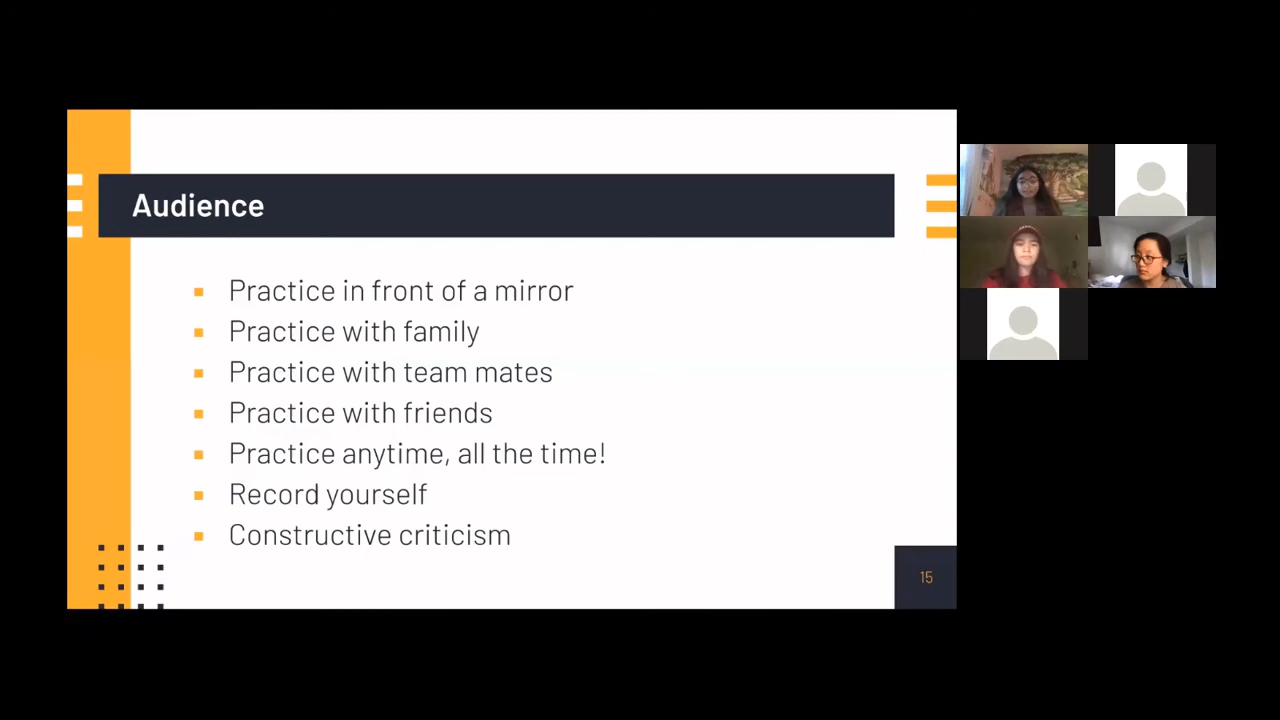 Audience
Practice in front of a mirror
Practice with family
Practice with team mates
Practice with friends
Practice anytime, all the time!
Record yourself
Constructive criticism
15